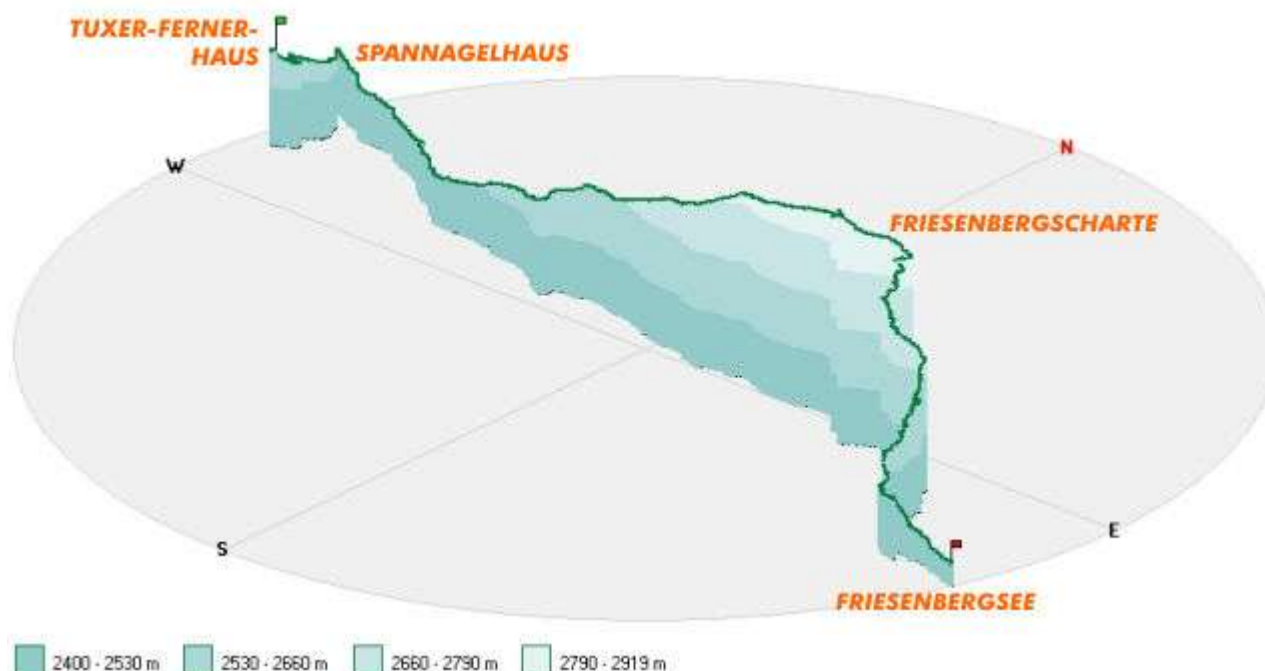 TUXER-FERNER-
HAUS
SPANNAGELHAUS
N
W
FRIESENBERGSCHARTE
S
E
FRIESENBERGSEE
2400 - 2530 m
2530 - 2660 m
2660 - 2790 m
2790 - 2919 m